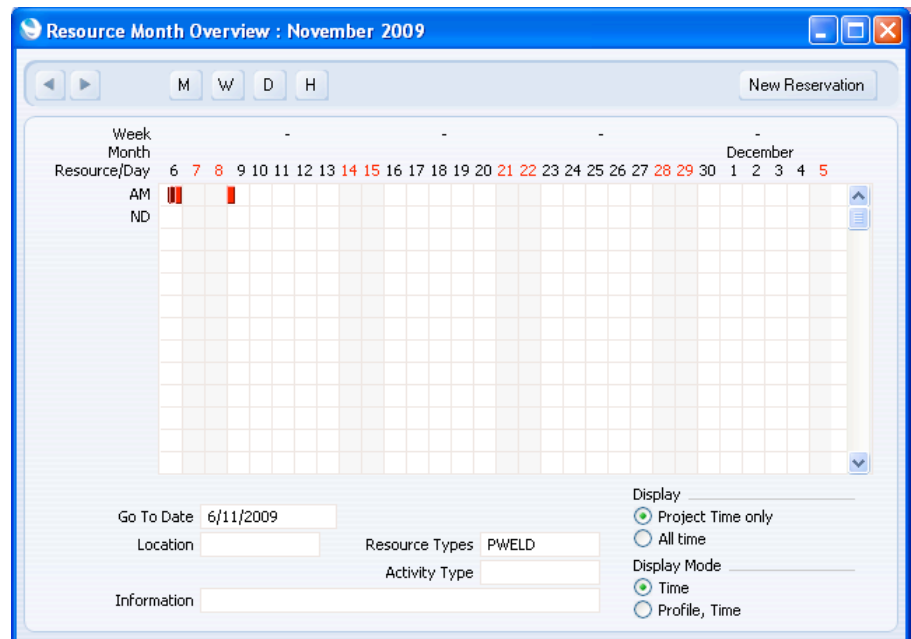 Resource Month Overview : November 2009
M W D H New Reservation
Week - - - -
Month December
Resource/Day 6 7 8 9 10 11 12 13 14 15 16 17 18 19 20 21 22 23 24 25 26 27 28 29 30 1 2 3 4 5
AM
ND
Display
Go To Date 6/11/2009 Project Time only
Location Resource Types PWELD All time
Activity Type Display Mode
Time
Information Profile, Time